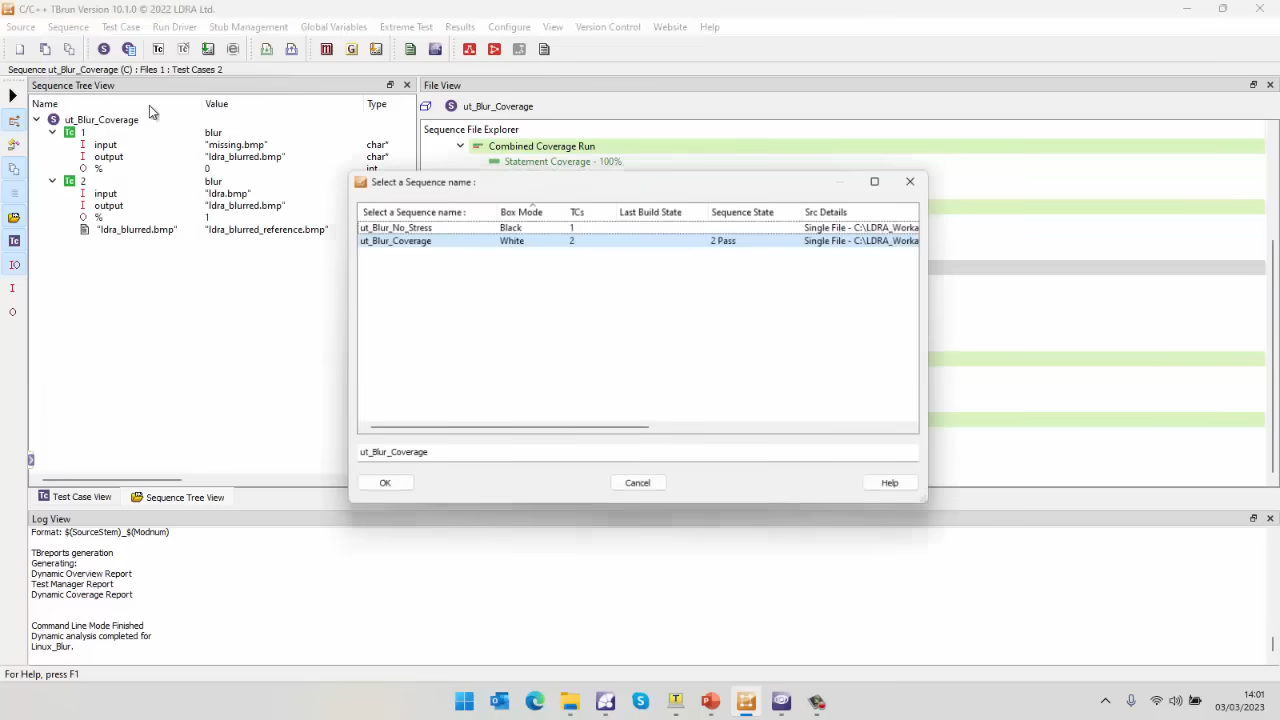 C/C++ TBrun Version 10.1.0 © 2022 LDRA Ltd.
Source Sequence Test Case Run Driver Stub Management Global Variables Extreme Test Results Configure View Version Control Website Help
Sequence ut_Blur_Coverage (C) : Files 1 : Test Cases 2
Sequence Tree View
File View
Name Value Type
ut_Blur_Coverage
ut_Blur_Coverage
Sequence File Explorer
Tc 1 blur
Combined Coverage Run
I input "missing.bmp" char*
I output "ldra_blurred.bmp" char*
Statement Coverage - 100%
O % 0 int
Tc 2 blur
I input "ldra.bmp"
I output "ldra_blurred.bmp"
O % 1
"ldra_blurred.bmp" "ldra_blurred_reference.bmp"
Select a Sequence name :
Select a Sequence name : Box Mode TCs Last Build State Sequence State Src Details
ut_Blur_No_Stress Black 1 Single File - C:\LDRA_Worka
ut_Blur_Coverage White 2 2 Pass Single File - C:\LDRA_Worka
ut_Blur_Coverage
OK Cancel Help
Test Case View Sequence Tree View
Log View
Format: $(SourceStem)_$(Modnum)
TBreports generation
Generating:
Dynamic Overview Report
Test Manager Report
Dynamic Coverage Report
Command Line Mode Finished
Dynamic analysis completed for
Linux_Blur.
For Help, press F1
14:01
03/03/2023